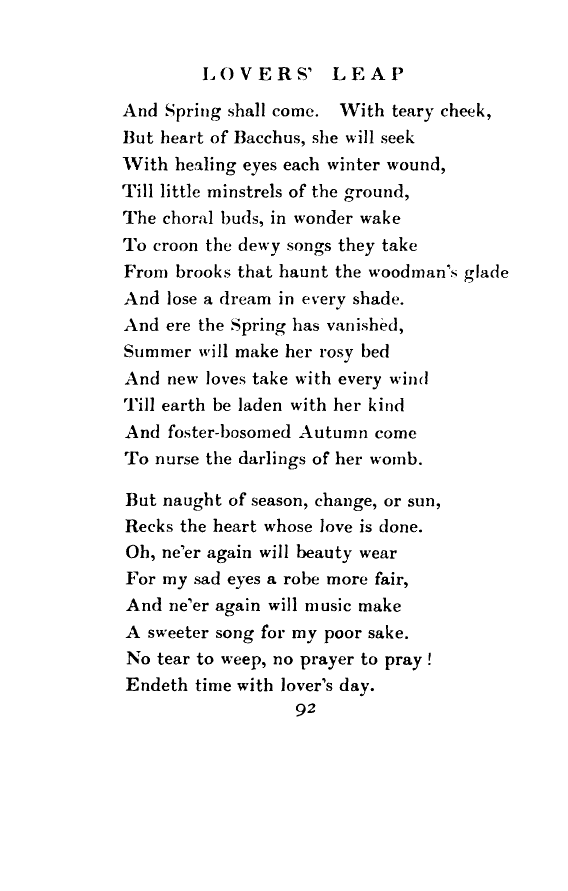 LOVERS' LEAP
And Spring shall come. With teary cheek,
But heart of Bacchus, she will seek
With healing eyes each winter wound,
Till little minstrels of the ground,
The choral buds, in wonder wake
To croon the dewy songs they take
From brooks that haunt the woodman's glade
And lose a dream in every shade.
And ere the Spring has vanishèd,
Summer will make her rosy bed
And new loves take with every wind
Till earth be laden with her kind
And foster-bosomed Autumn come
To nurse the darlings of her womb.
But naught of season, change, or sun,
Recks the heart whose love is done.
Oh, ne'er again will beauty wear
For my sad eyes a robe more fair,
And ne'er again will music make
A sweeter song for my poor sake.
No tear to weep, no prayer to pray !
Endeth time with lover's day.
92